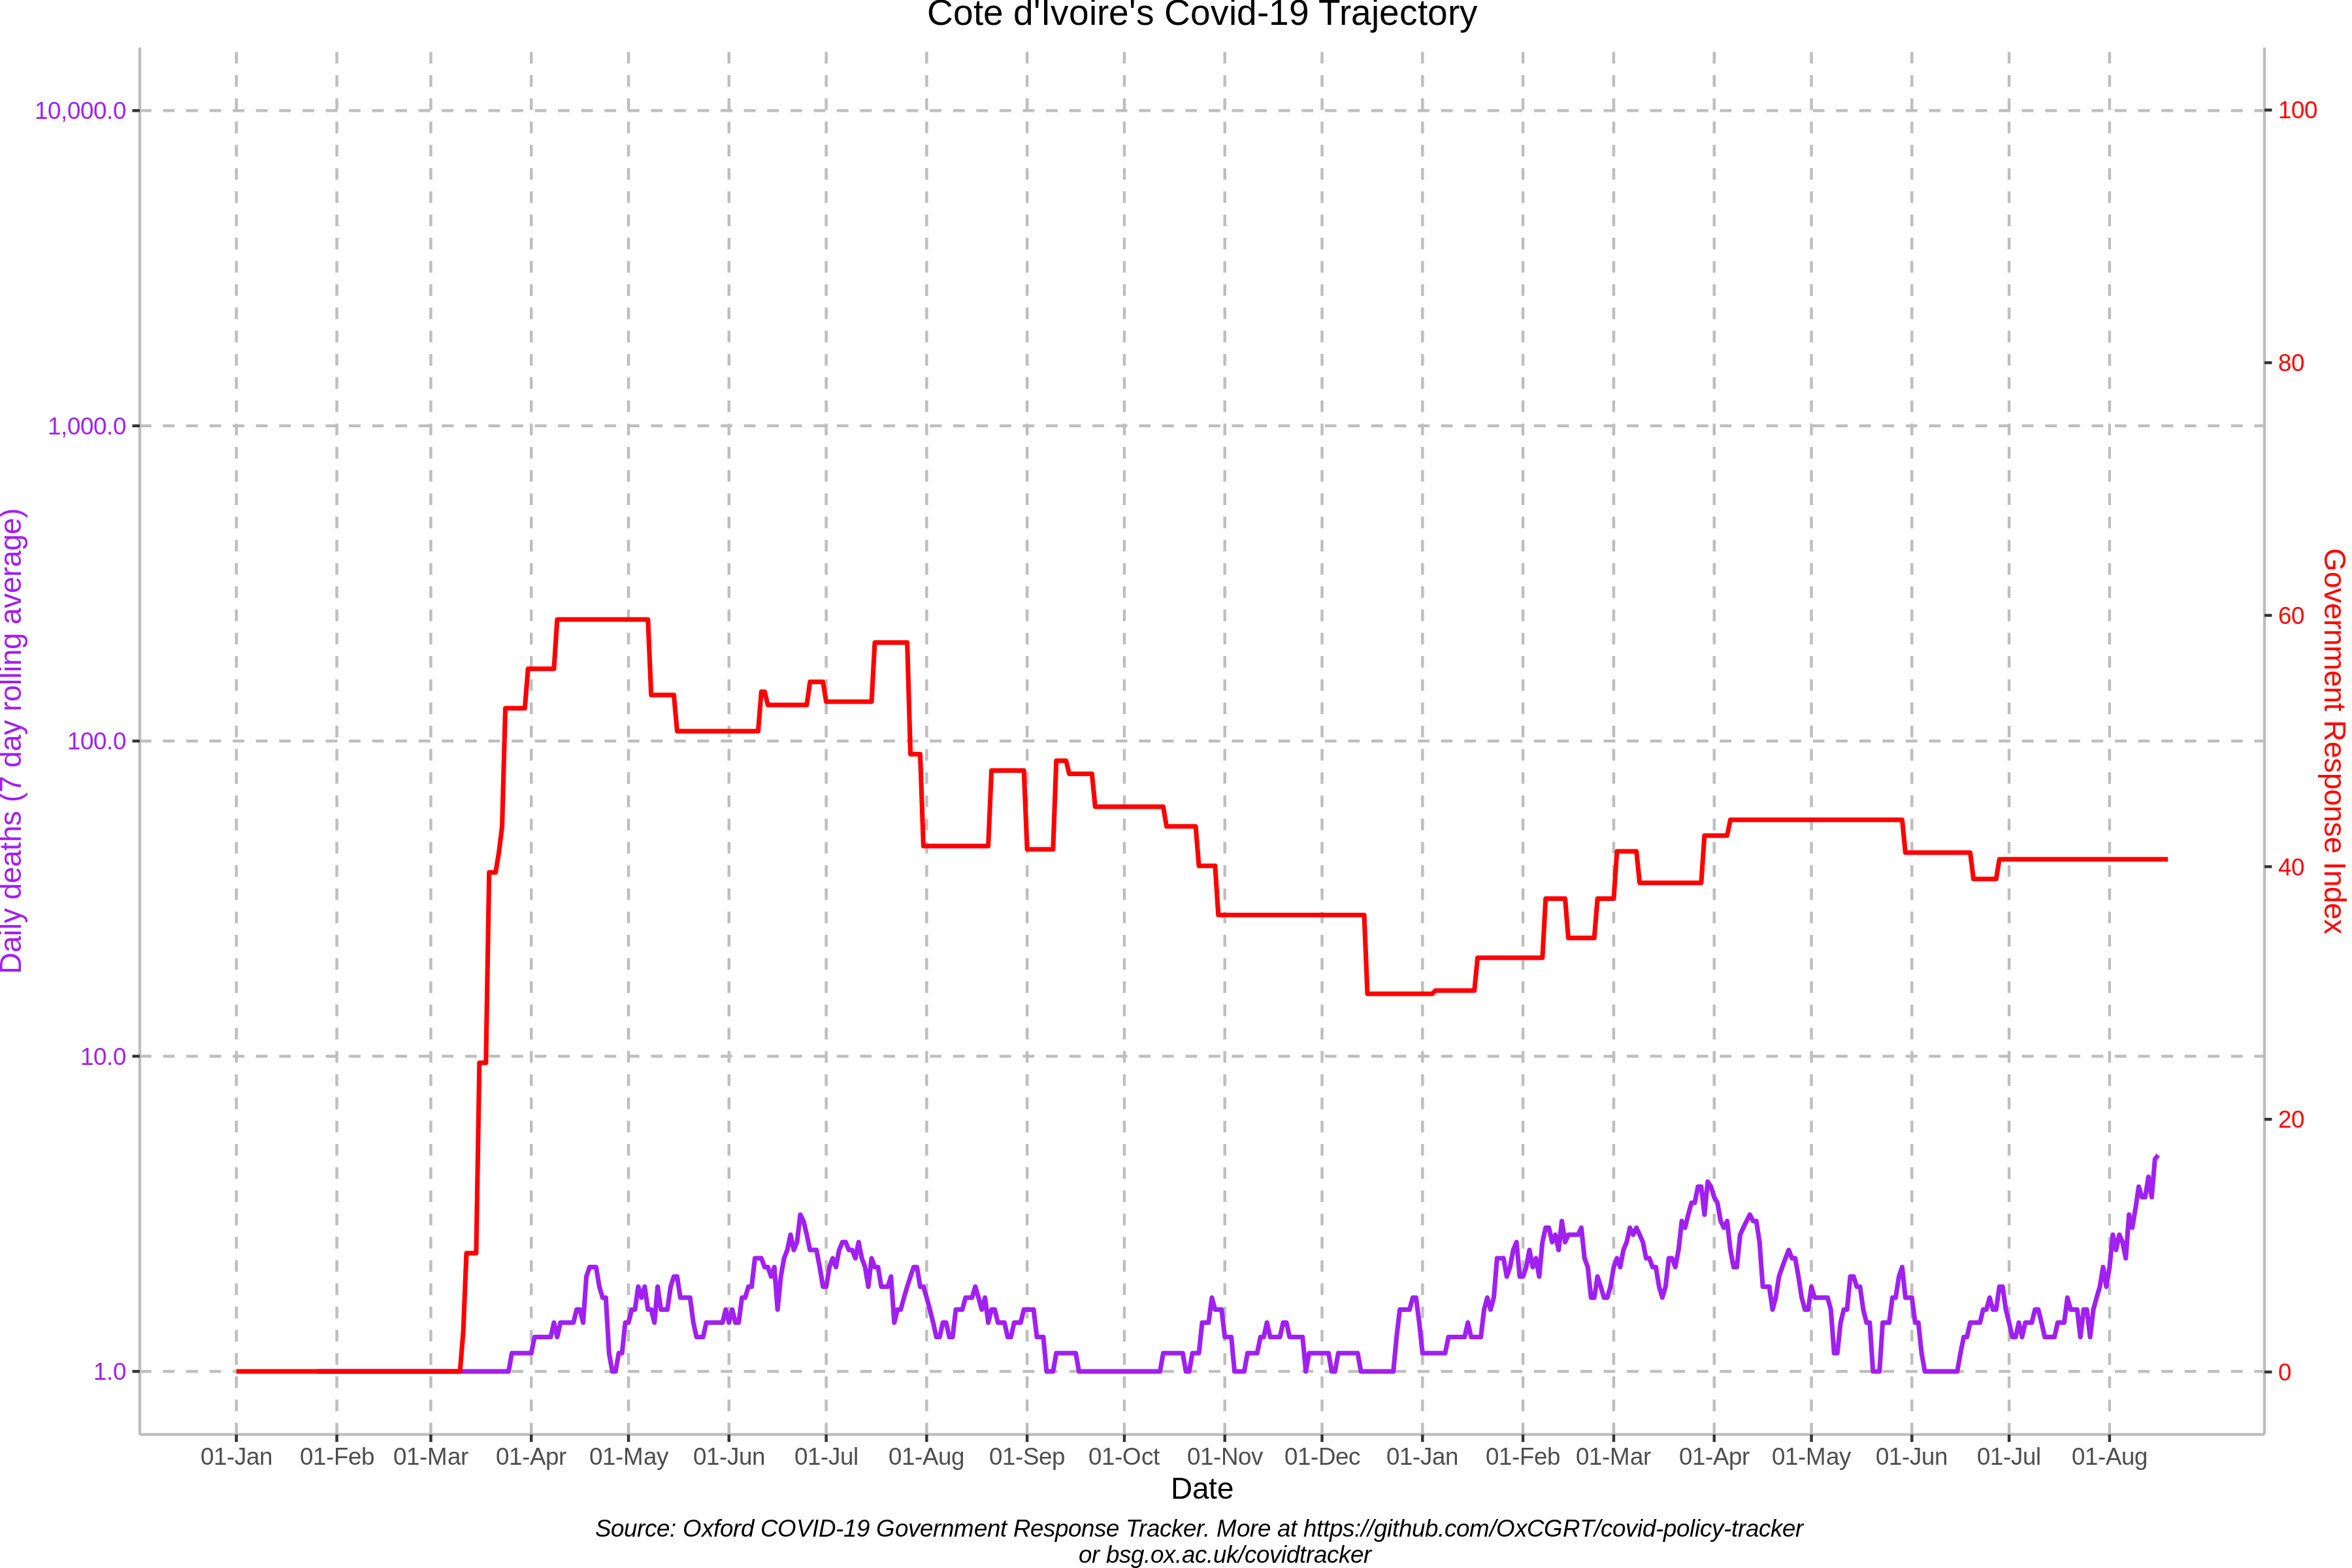 Cote d'Ivoire's Covid-19 Trajectory
10,000.0
1,000.0
100.0
10.0
1.0
Daily deaths (7 day rolling average)
100
80
60
40
20
0
Government Response Index
01-Jan 01-Feb 01-Mar 01-Apr 01-May 01-Jun 01-Jul 01-Aug 01-Sep 01-Oct 01-Nov 01-Dec 01-Jan 01-Feb 01-Mar 01-Apr 01-May 01-Jun 01-Jul 01-Aug
Date
Source: Oxford COVID-19 Government Response Tracker. More at https://github.com/OxCGRT/covid-policy-tracker
or bsg.ox.ac.uk/covidtracker